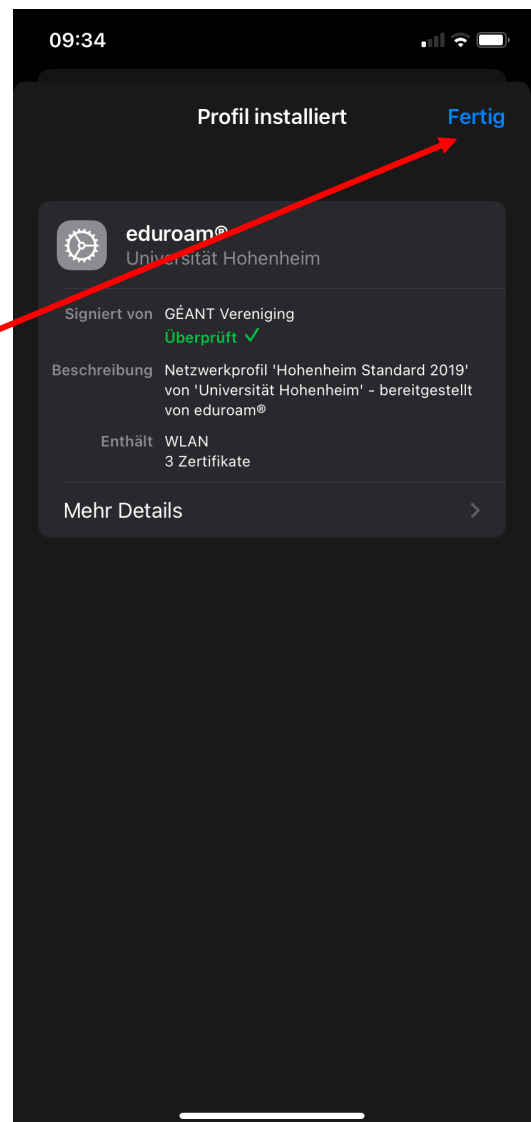 09:34
Profil installiert
Fertig
eduroam®
Universität Hohenheim
Signiert von GÉANT Vereniging
Überprüft ✓
Beschreibung Netzwerkprofil 'Hohenheim Standard 2019'
von 'Universität Hohenheim' - bereitgestellt
von eduroam®
Enthält WLAN
3 Zertifikate
Mehr Details